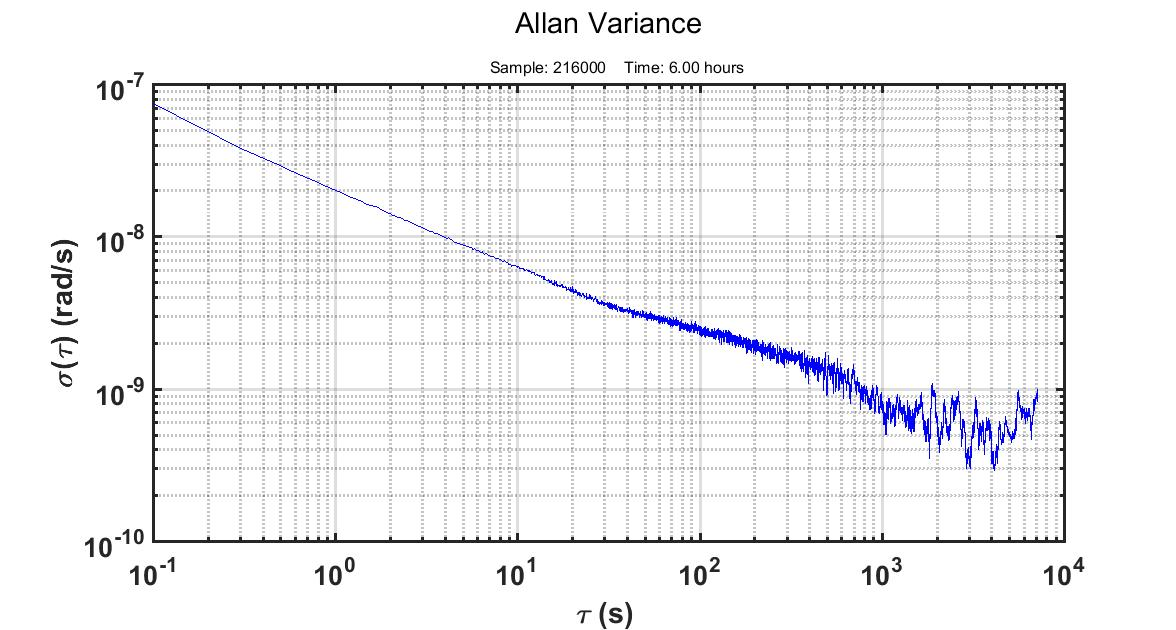 Allan Variance
Sample: 216000 Time: 6.00 hours
10^-7
10^-8
10^-9
10^-10
σ(τ) (rad/s)
10^-1 10^0 10^1 10^2 10^3 10^4
τ (s)